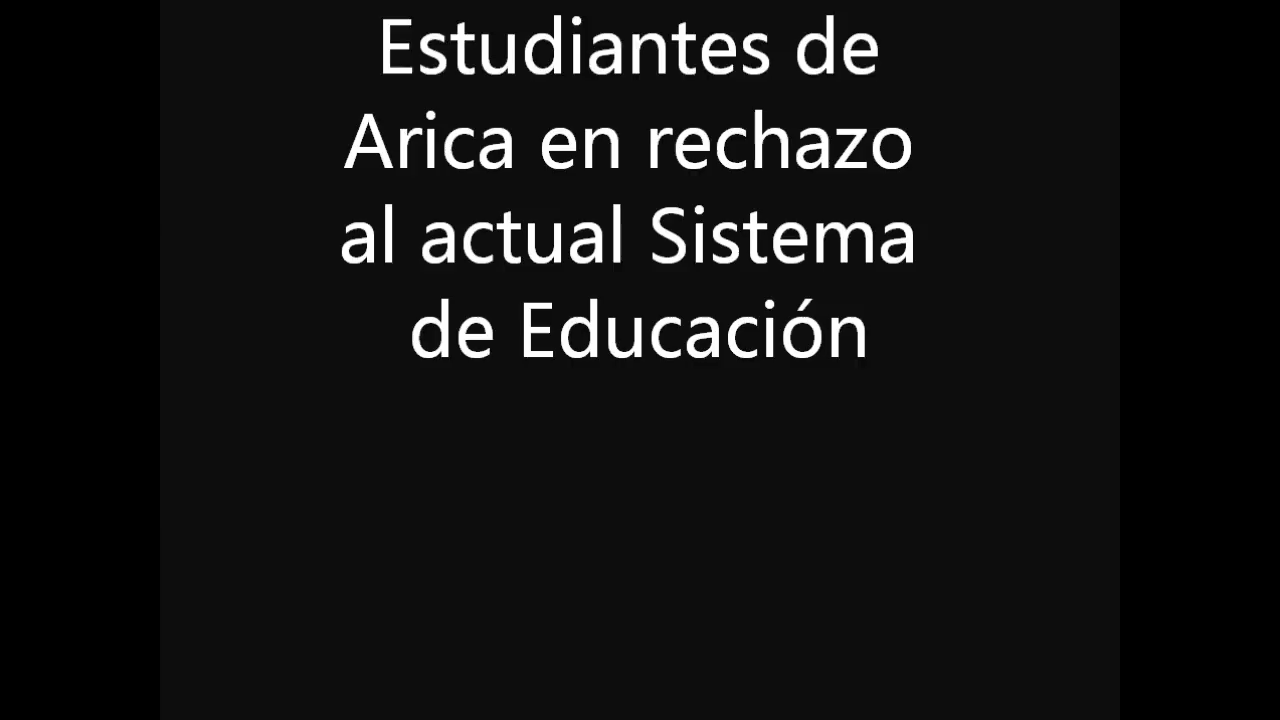 Estudiantes de
Arica en rechazo
al actual Sistema
de Educación